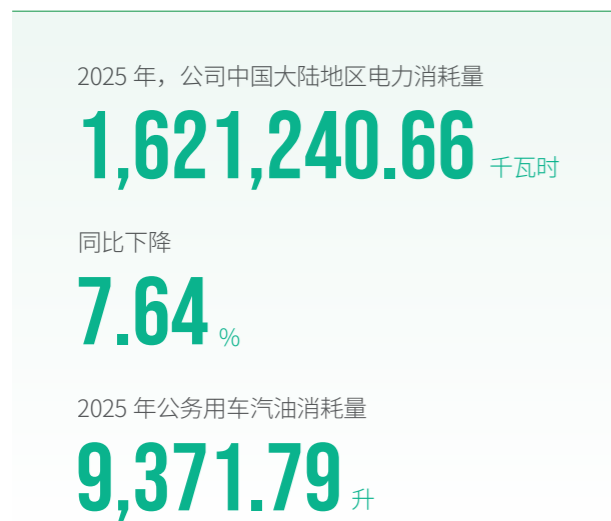 2025 年，公司中国大陆地区电力消耗量
1,621,240.66 千瓦时
同比下降
7.64 %
2025 年公务用车汽油消耗量
9,371.79 升